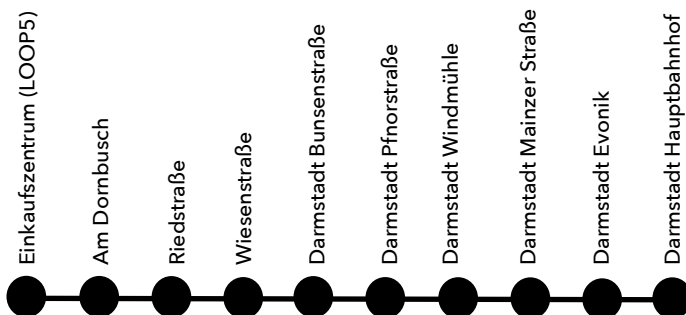 Einkaufszentrum (LOOP5)
Am Dornbusch
Riedstraße
Wiesenstraße
Darmstadt Bunsenstraße
Darmstadt Pfnorstraße
Darmstadt Windmühle
Darmstadt Mainzer Straße
Darmstadt Evonik
Darmstadt Hauptbahnhof